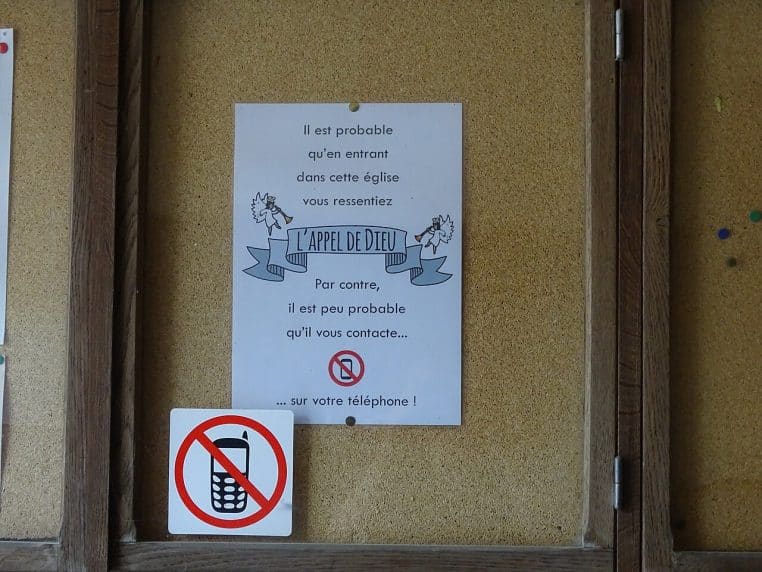 Il est probable
qu'en entrant
dans cette église
vous ressentiez
L'APPEL DE DIEU
Par contre,
il est peu probable
qu'il vous contacte...
... sur votre téléphone !